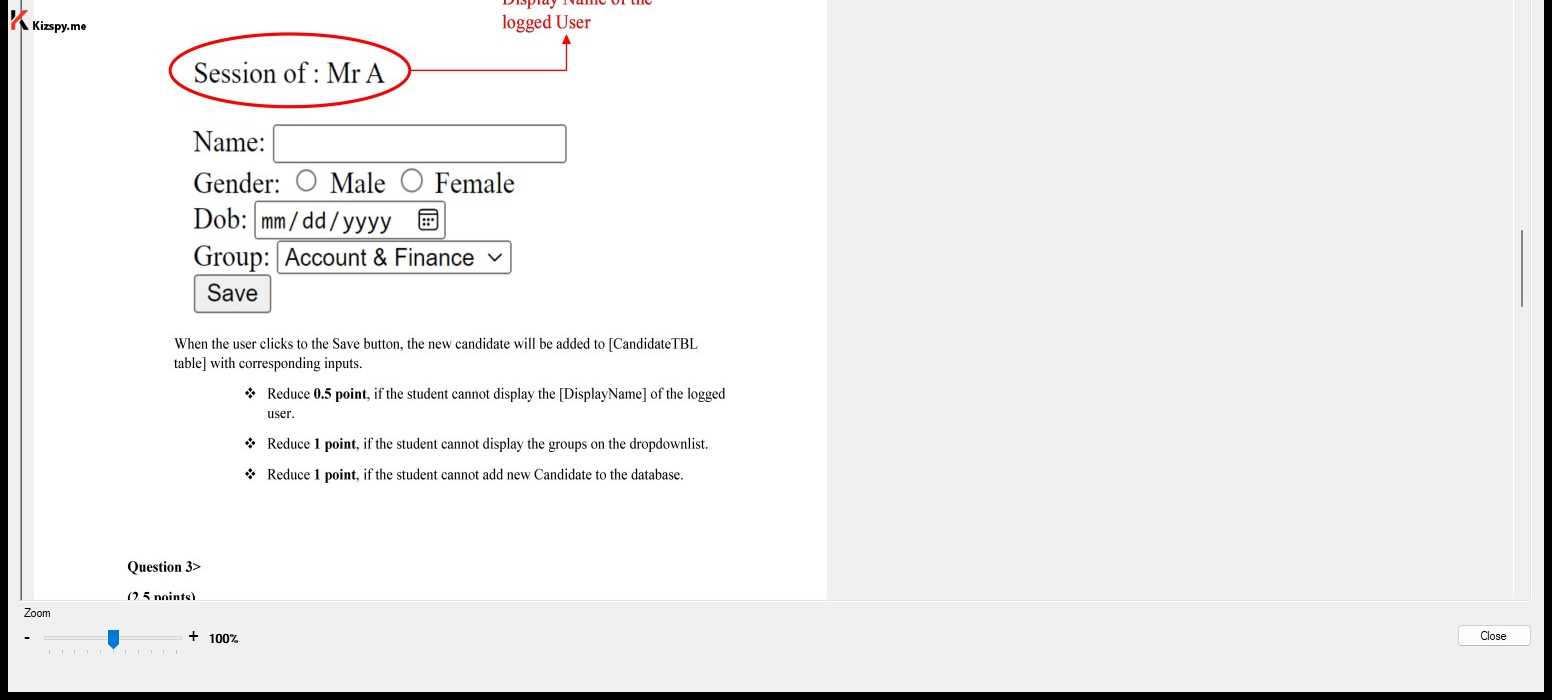 Display Name of the
Kizspy.me
logged User
Session of : Mr A
Name:
Gender: Male Female
Dob: mm/dd/yyyy
Group: Account & Finance
Save
When the user clicks to the Save button, the new candidate will be added to [CandidateTBL
table] with corresponding inputs.
❖ Reduce 0.5 point, if the student cannot display the [DisplayName] of the logged
user.
❖ Reduce 1 point, if the student cannot display the groups on the dropdownlist.
❖ Reduce 1 point, if the student cannot add new Candidate to the database.
Question 3>
(2.5 points)
Zoom
- + 100%
Close